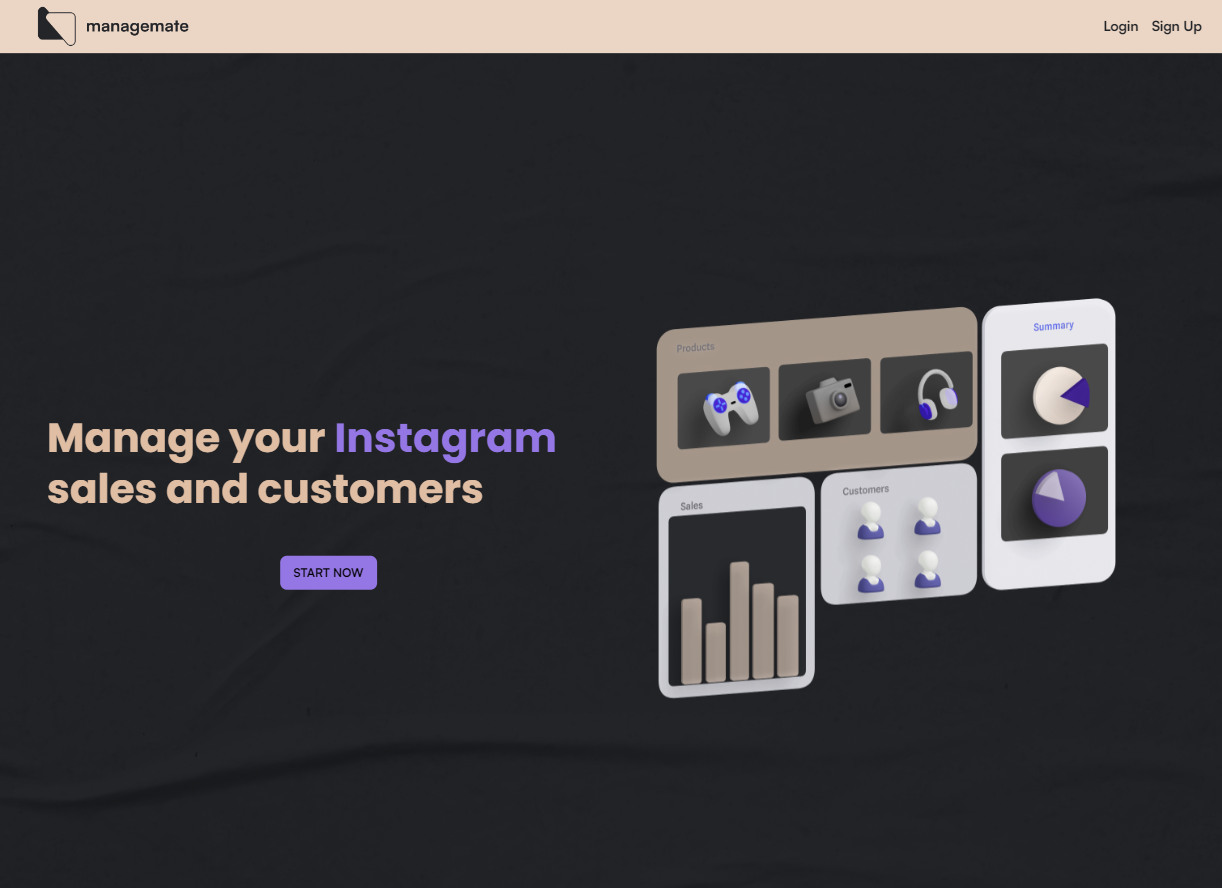 managemate
Login
Sign Up
Manage your Instagram
sales and customers
START NOW
Products
Summary
Sales
Customers